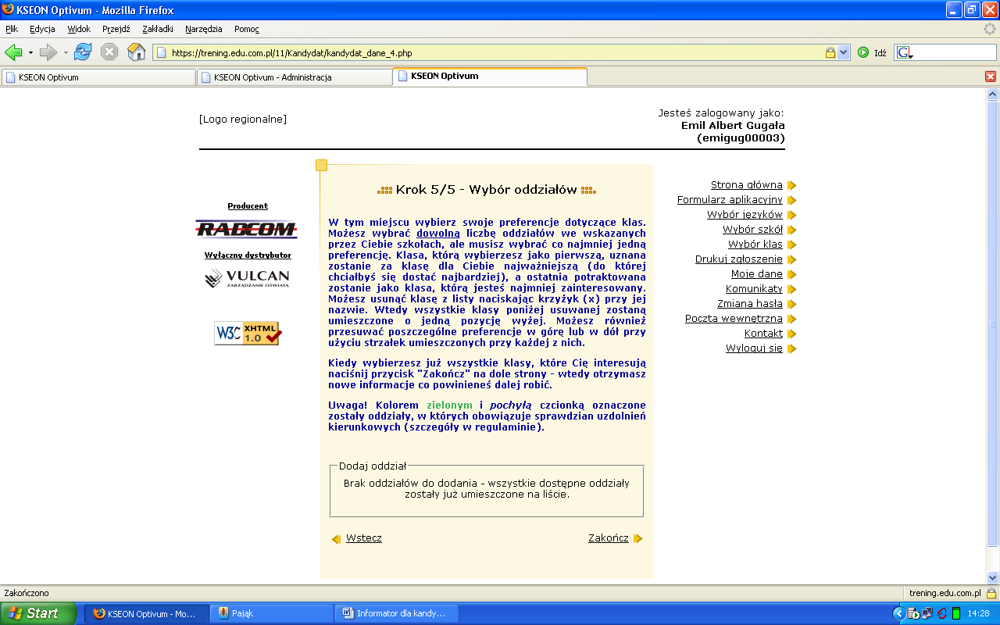 KSEON Optivum - Mozilla Firefox
Plik Edycja Widok Przejdź Zakładki Narzędzia Pomoc
https://trening.edu.com.pl/11/Kandydat/kandydat_dane_4.php
Idź
G
KSEON Optivum
KSEON Optivum - Administracja
KSEON Optivum
[Logo regionalne]
Jesteś zalogowany jako:
Emil Albert Gugała
(emigug00003)
Producent
RADCOM
Wyłączny dystrybutor
VULCAN
ZARZĄDZANIE OŚWIATĄ
W3C XHTML 1.0
Krok 5/5 - Wybór oddziałów
W tym miejscu wybierz swoje preferencje dotyczące klas.
Możesz wybrać dowolną liczbę oddziałów we wskazanych
przez Ciebie szkołach, ale musisz wybrać co najmniej jedną
preferencję. Klasa, którą wybierzesz jako pierwszą, uznana
zostanie za klasę dla Ciebie najważniejszą (do której
chciałbyś się dostać najbardziej), a ostatnia potraktowana
zostanie jako klasa, którą jesteś najmniej zainteresowany.
Możesz usunąć klasę z listy naciskając krzyżyk (x) przy jej
nazwie. Wtedy wszystkie klasy poniżej usuwanej zostaną
umieszczone o jedną pozycję wyżej. Możesz również
przesuwać poszczególne preferencje w górę lub w dół przy
użyciu strzałek umieszczonych przy każdej z nich.
Kiedy wybierzesz już wszystkie klasy, które Cię interesują
naciśnij przycisk "Zakończ" na dole strony - wtedy otrzymasz
nowe informacje co powinieneś dalej robić.
Uwaga! Kolorem zielonym i pochyłą czcionką oznaczone
zostały oddziały, w których obowiązuje sprawdzian uzdolnień
kierunkowych (szczegóły w regulaminie).
Dodaj oddział
Brak oddziałów do dodania - wszystkie dostępne oddziały
zostały już umieszczone na liście.
Wstecz
Zakończ
Strona główna
Formularz aplikacyjny
Wybór języków
Wybór szkół
Wybór klas
Drukuj zgłoszenie
Moje dane
Komunikaty
Zmiana hasła
Poczta wewnętrzna
Kontakt
Wyloguj się
Zakończono
trening.edu.com.pl
Start
KSEON Optivum - Mo...
Pająk
Informator dla kandy...
14:28